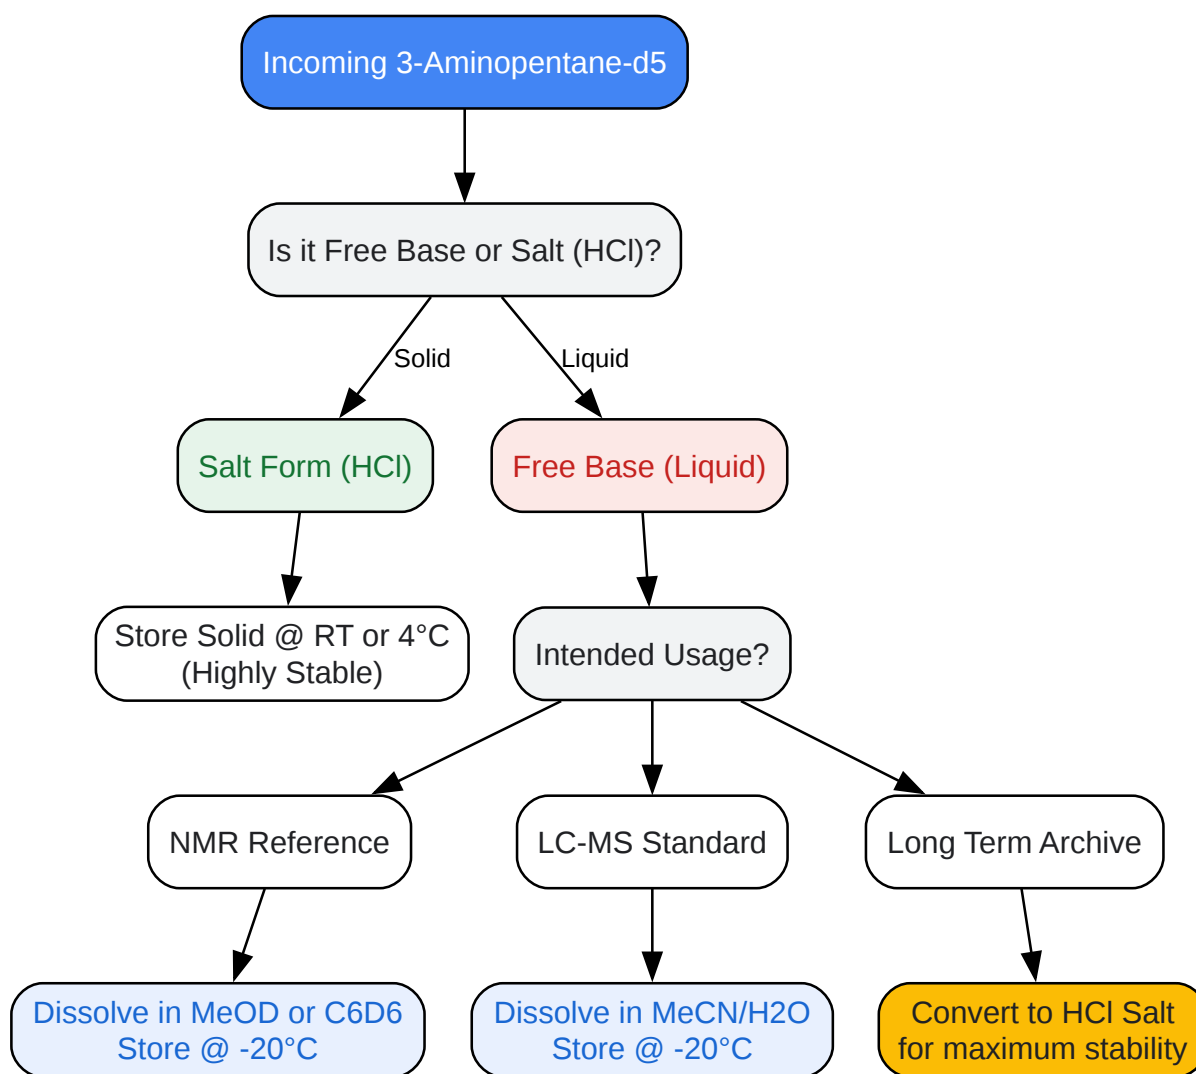 Incoming 3-Aminopentane-d5
Is it Free Base or Salt (HCl)?
Solid
Liquid
Salt Form (HCl)
Free Base (Liquid)
Store Solid @ RT or 4°C
(Highly Stable)
Intended Usage?
NMR Reference
LC-MS Standard
Long Term Archive
Dissolve in MeOD or C6D6
Store @ -20°C
Dissolve in MeCN/H2O
Store @ -20°C
Convert to HCl Salt
for maximum stability